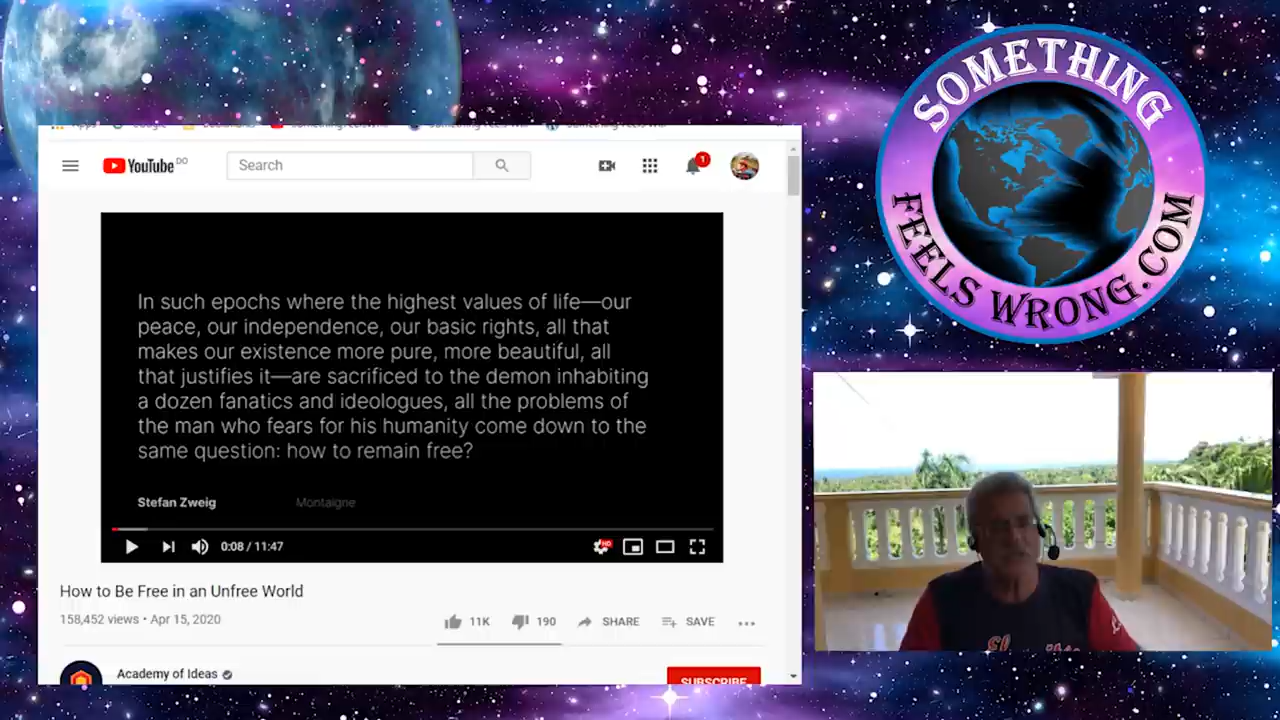 SOMETHING
FEELS WRONG.COM
YouTube DO
Search
1
In such epochs where the highest values of life—our
peace, our independence, our basic rights, all that
makes our existence more pure, more beautiful, all
that justifies it—are sacrificed to the demon inhabiting
a dozen fanatics and ideologues, all the problems of
the man who fears for his humanity come down to the
same question: how to remain free?
Stefan Zweig Montaigne
0:08 / 11:47
HD
How to Be Free in an Unfree World
158,452 views • Apr 15, 2020
11K 190 SHARE SAVE
Academy of Ideas
SUBSCRIBE